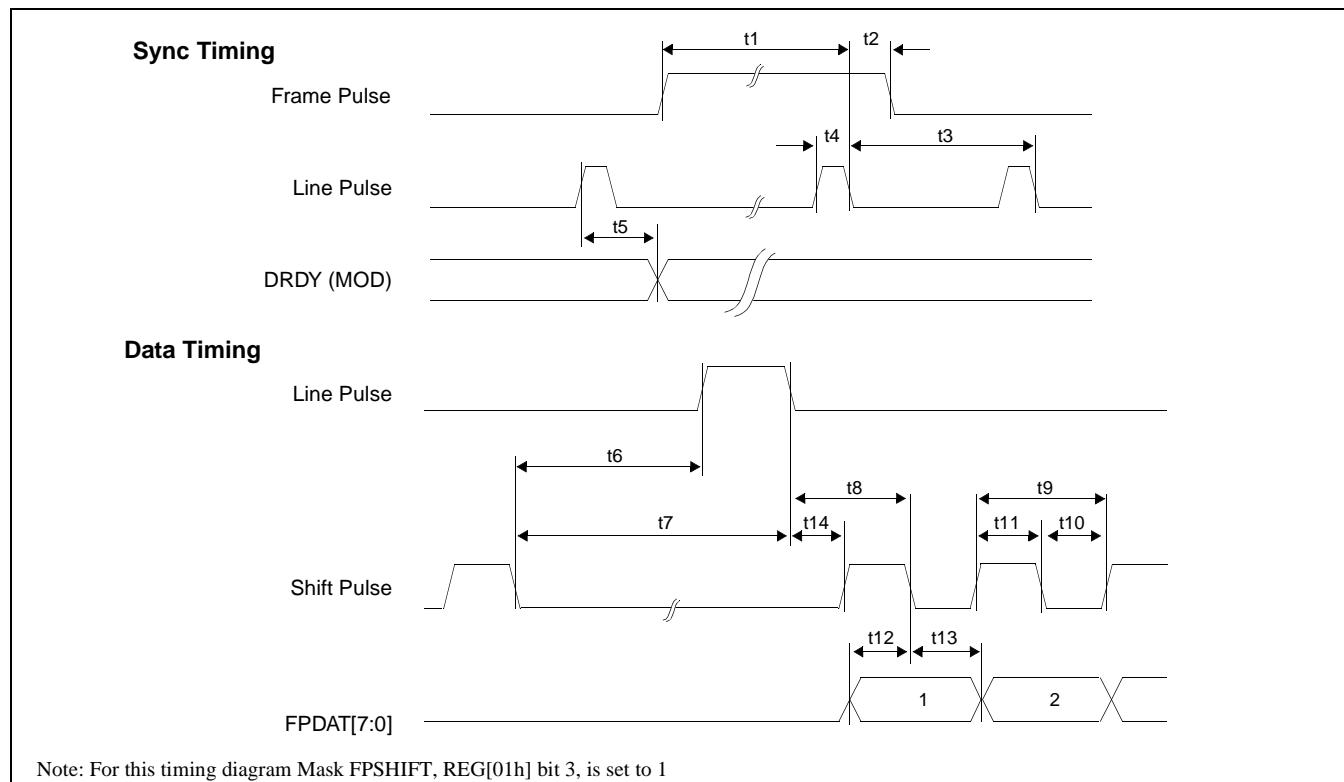 Sync Timing
t1
t2
Frame Pulse
t4
t3
Line Pulse
t5
DRDY (MOD)
Data Timing
Line Pulse
t6
t8
t9
t7
t14
t11
t10
Shift Pulse
t12
t13
1
2
FPDAT[7:0]
Note: For this timing diagram Mask FPSHIFT, REG[01h] bit 3, is set to 1